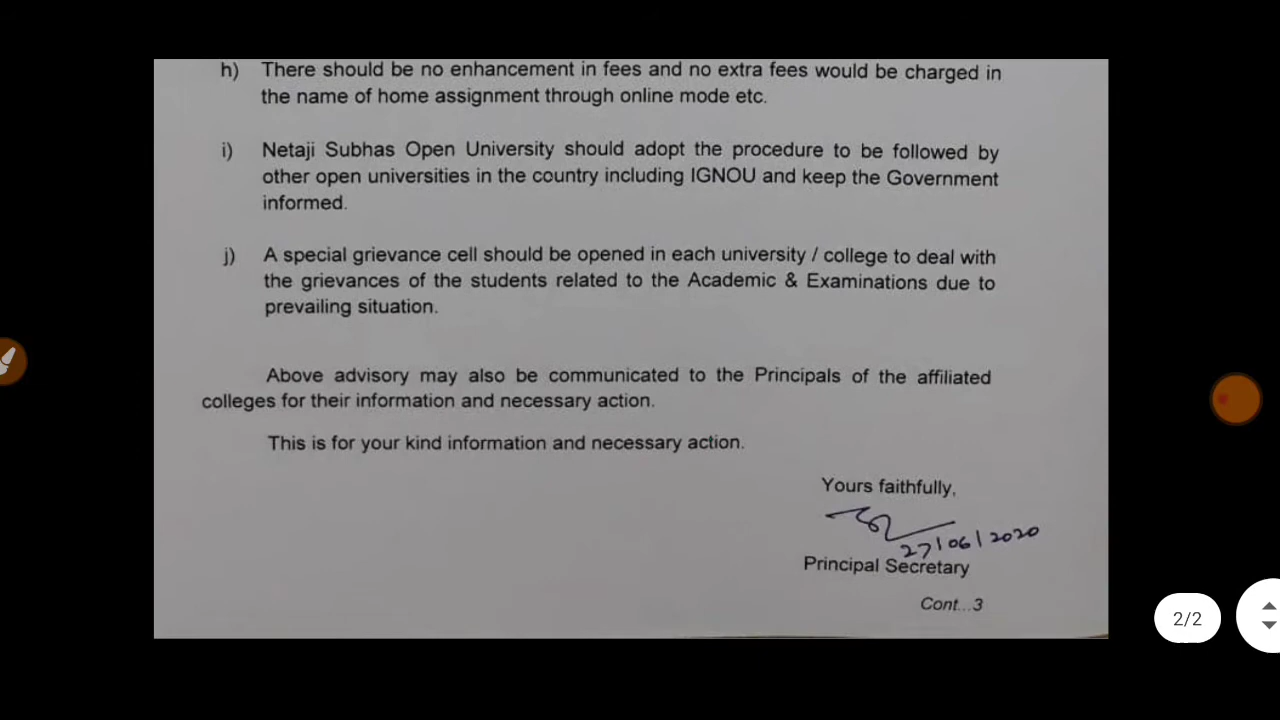 h) There should be no enhancement in fees and no extra fees would be charged in
the name of home assignment through online mode etc.
i) Netaji Subhas Open University should adopt the procedure to be followed by
other open universities in the country including IGNOU and keep the Government
informed.
j) A special grievance cell should be opened in each university / college to deal with
the grievances of the students related to the Academic & Examinations due to
prevailing situation.
Above advisory may also be communicated to the Principals of the affiliated
colleges for their information and necessary action.
This is for your kind information and necessary action.
Yours faithfully,
27/06/2020
Principal Secretary
Cont...3
2/2